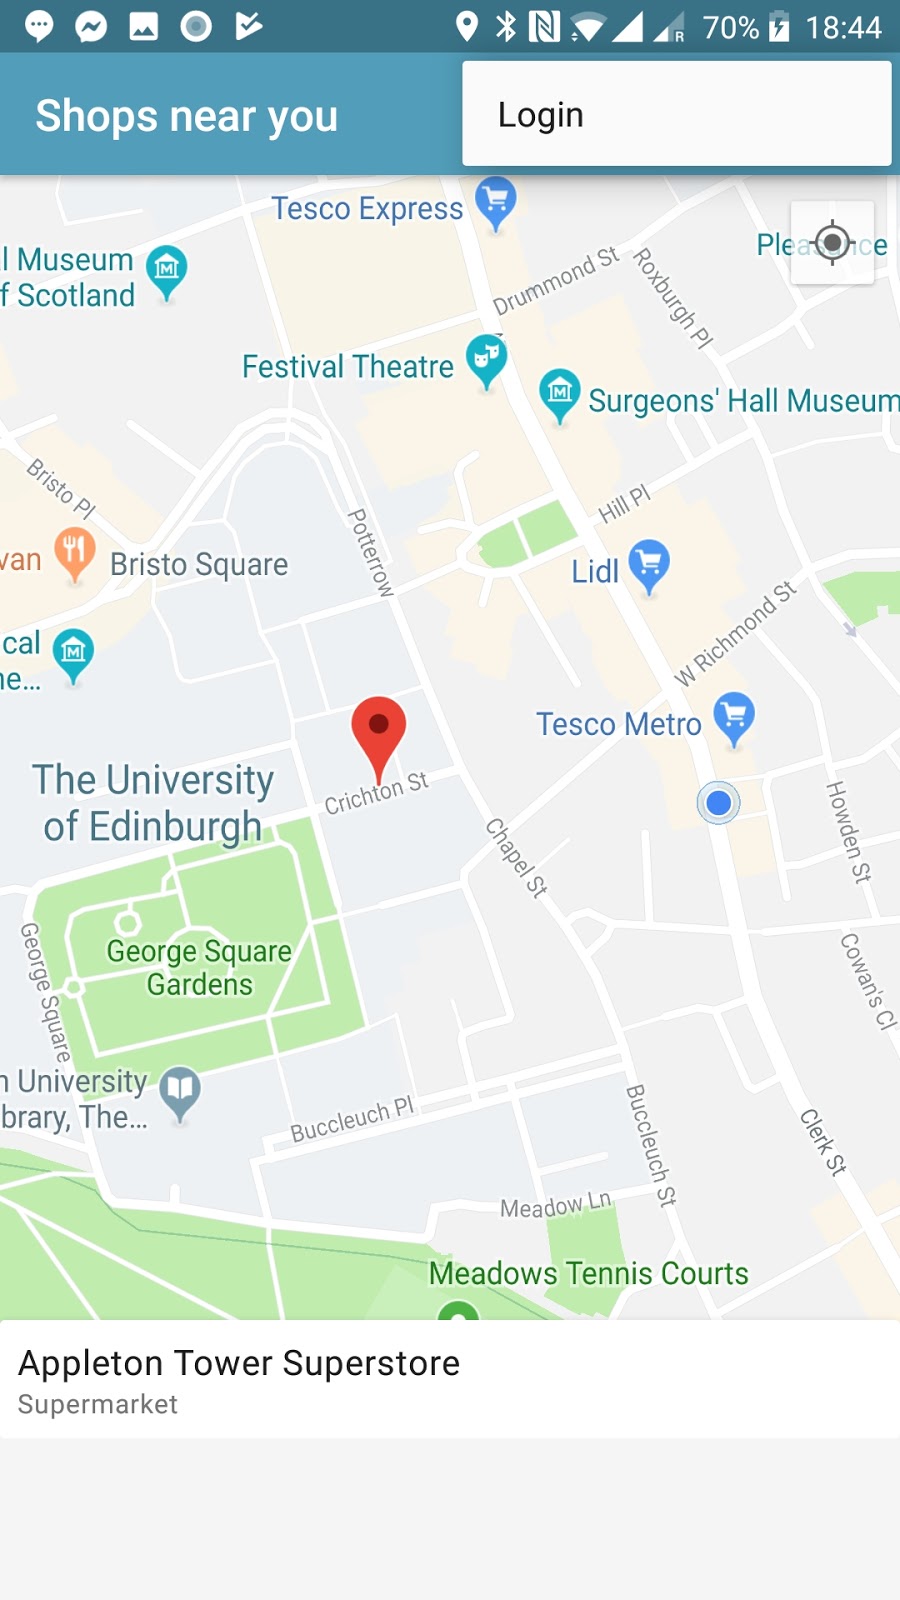 70% 18:44
Shops near you
Login
Tesco Express
l Museum
f Scotland
Pleasance
Drummond St
Roxburgh Pl
Festival Theatre
Surgeons' Hall Museum
Bristo Pl
Potterrow
Hill Pl
van
Bristo Square
Lidl
W Richmond St
cal
ne...
Tesco Metro
The University
of Edinburgh
Crichton St
Howden St
Chapel St
George Square
George Square
Gardens
Cowan's Cl
n University
brary, The...
Buccleuch Pl
Buccleuch St
Clerk St
Meadow Ln
Meadows Tennis Courts
Appleton Tower Superstore
Supermarket